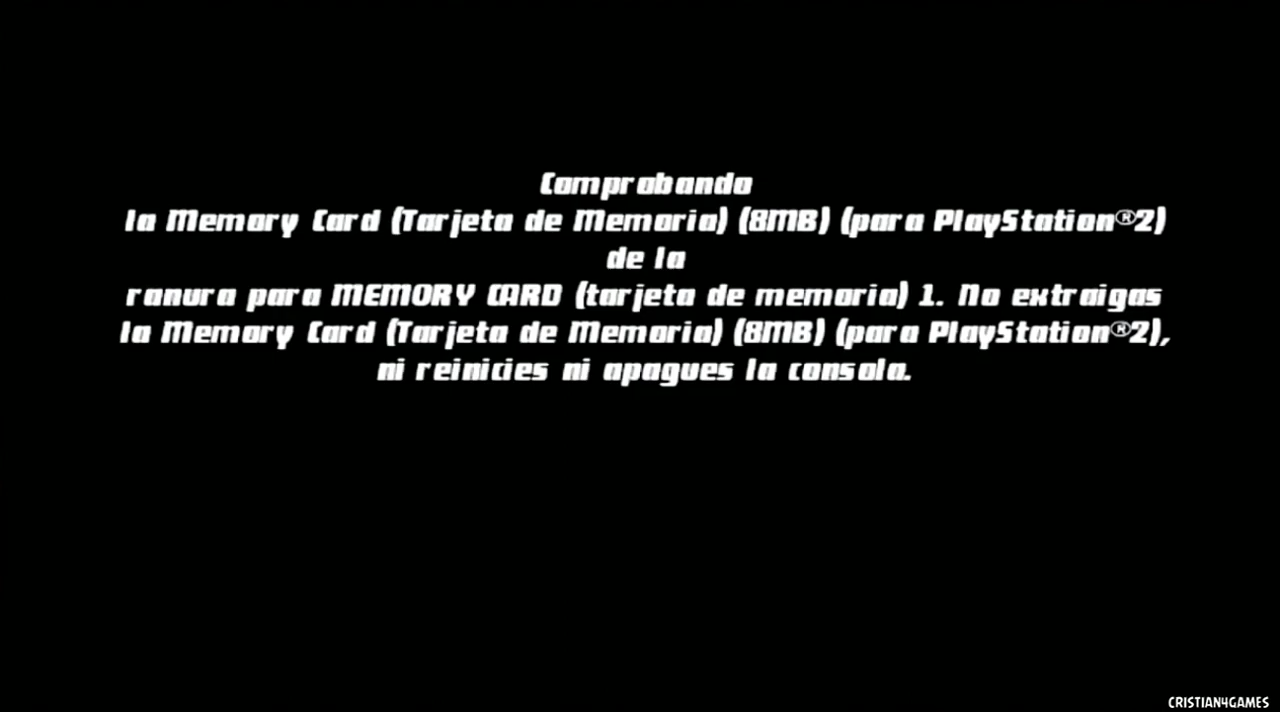 Comprobando
la Memory Card (Tarjeta de Memoria) (8MB) (para PlayStation®2)
de la
ranura para MEMORY CARD (tarjeta de memoria) 1. No extraigas
la Memory Card (Tarjeta de Memoria) (8MB) (para PlayStation®2),
ni reinicies ni apagues la consola.
CRISTIAN4GAMES